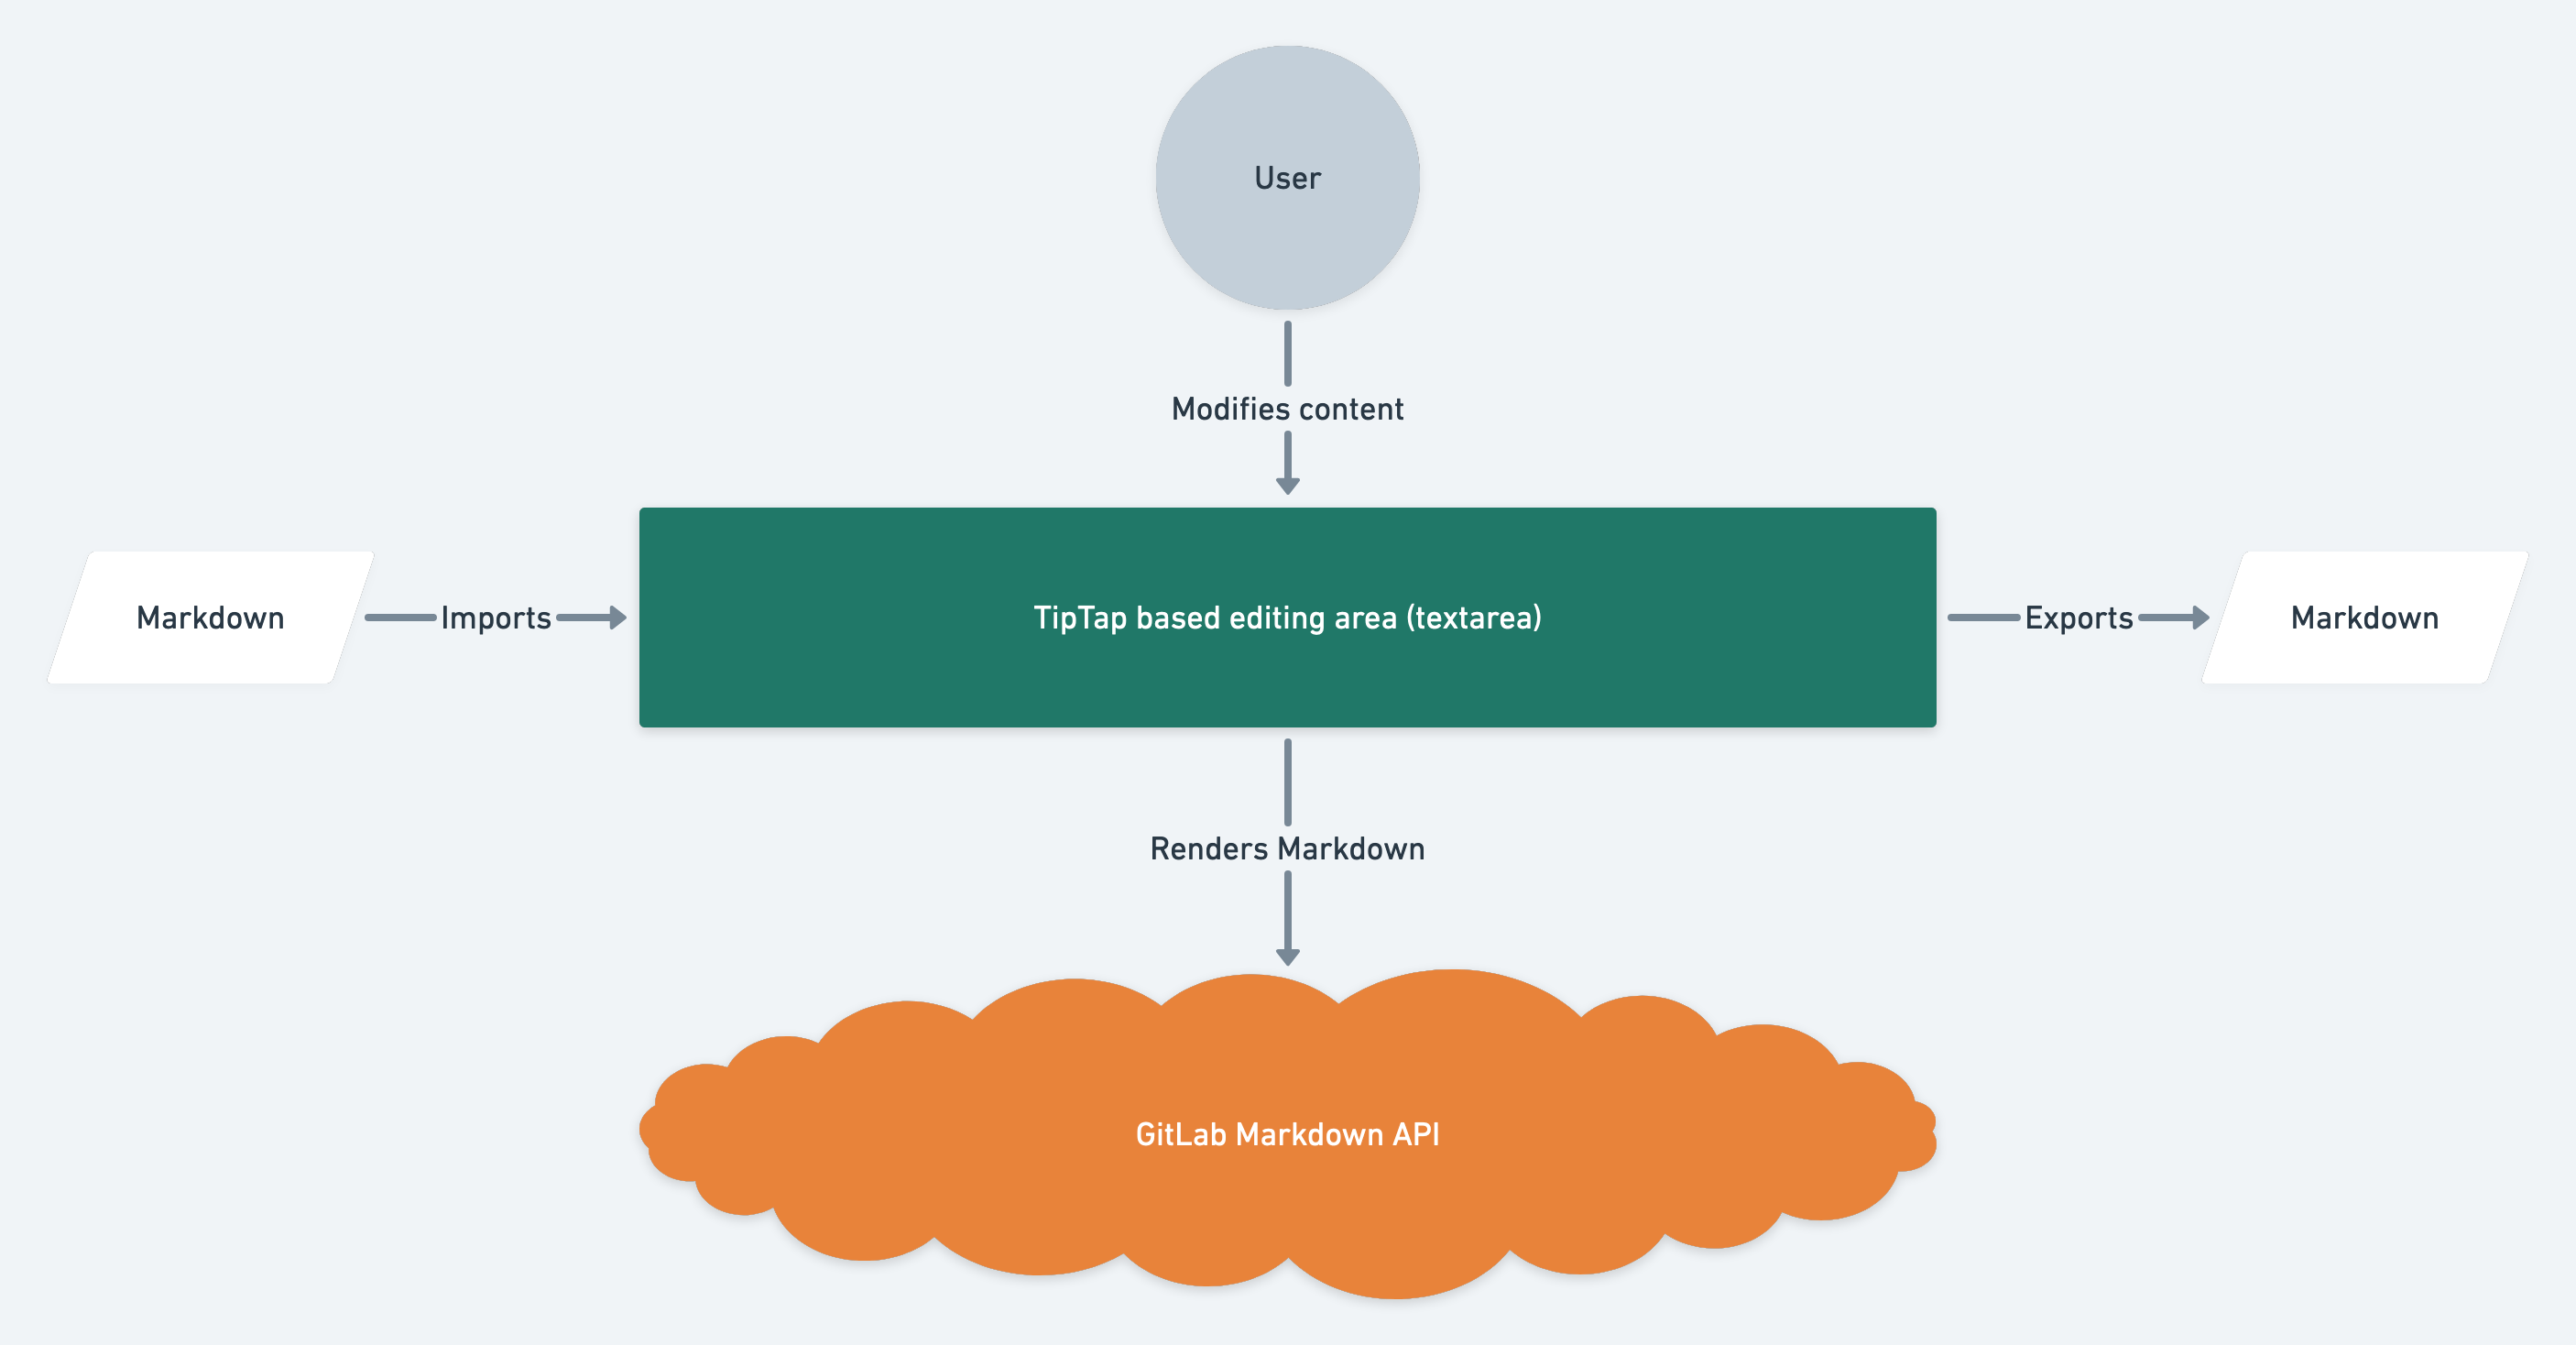 User
Modifies content
Markdown
Imports
TipTap based editing area (textarea)
Exports
Markdown
Renders Markdown
GitLab Markdown API